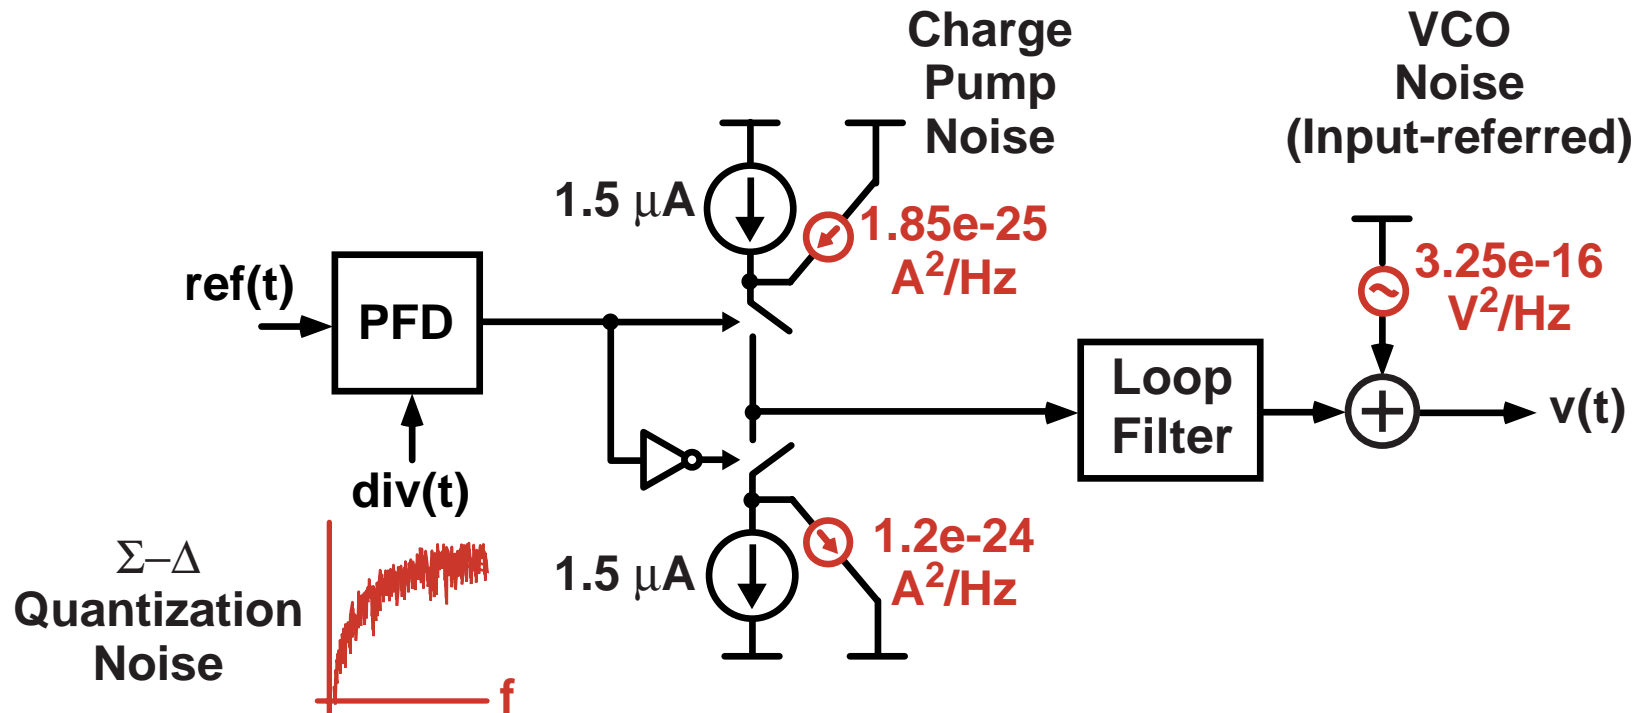 Charge
Pump
Noise
VCO
Noise
(Input-referred)
1.5 μA
1.85e-25
A²/Hz
3.25e-16
V²/Hz
ref(t)
PFD
Loop
Filter
v(t)
div(t)
1.5 μA
1.2e-24
A²/Hz
Σ−Δ
Quantization
Noise
f